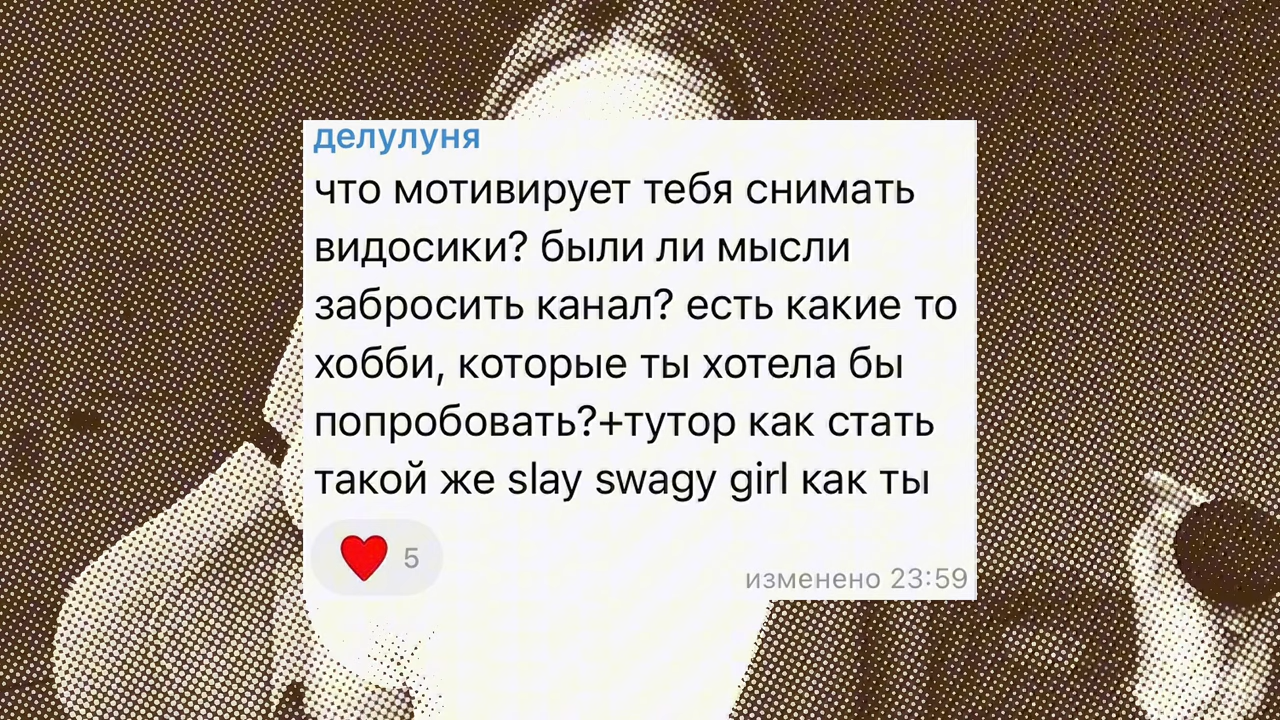 делулуня
что мотивирует тебя снимать
видосики? были ли мысли
забросить канал? есть какие то
хобби, которые ты хотела бы
попробовать?+тутор как стать
такой же slay swagy girl как ты
❤️ 5
изменено 23:59